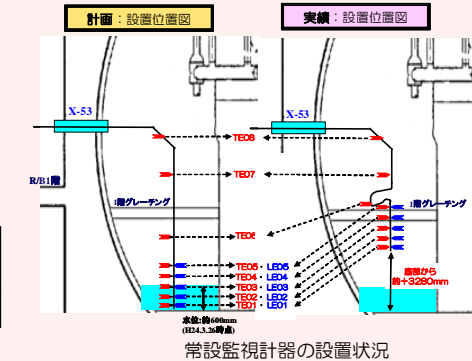 計画：設置位置図
実績：設置位置図
X-53
X-53
TE08
R/B1階
TE07
1階グレーチング
1階グレーチング
TE06
TE05・LE05
TE04・LE04
TE03・LE03
TE02・LE02
TE01・LE01
底部から
約+3280mm
水位:約600mm
(H24.3.26時点)
常設監視計器の設置状況